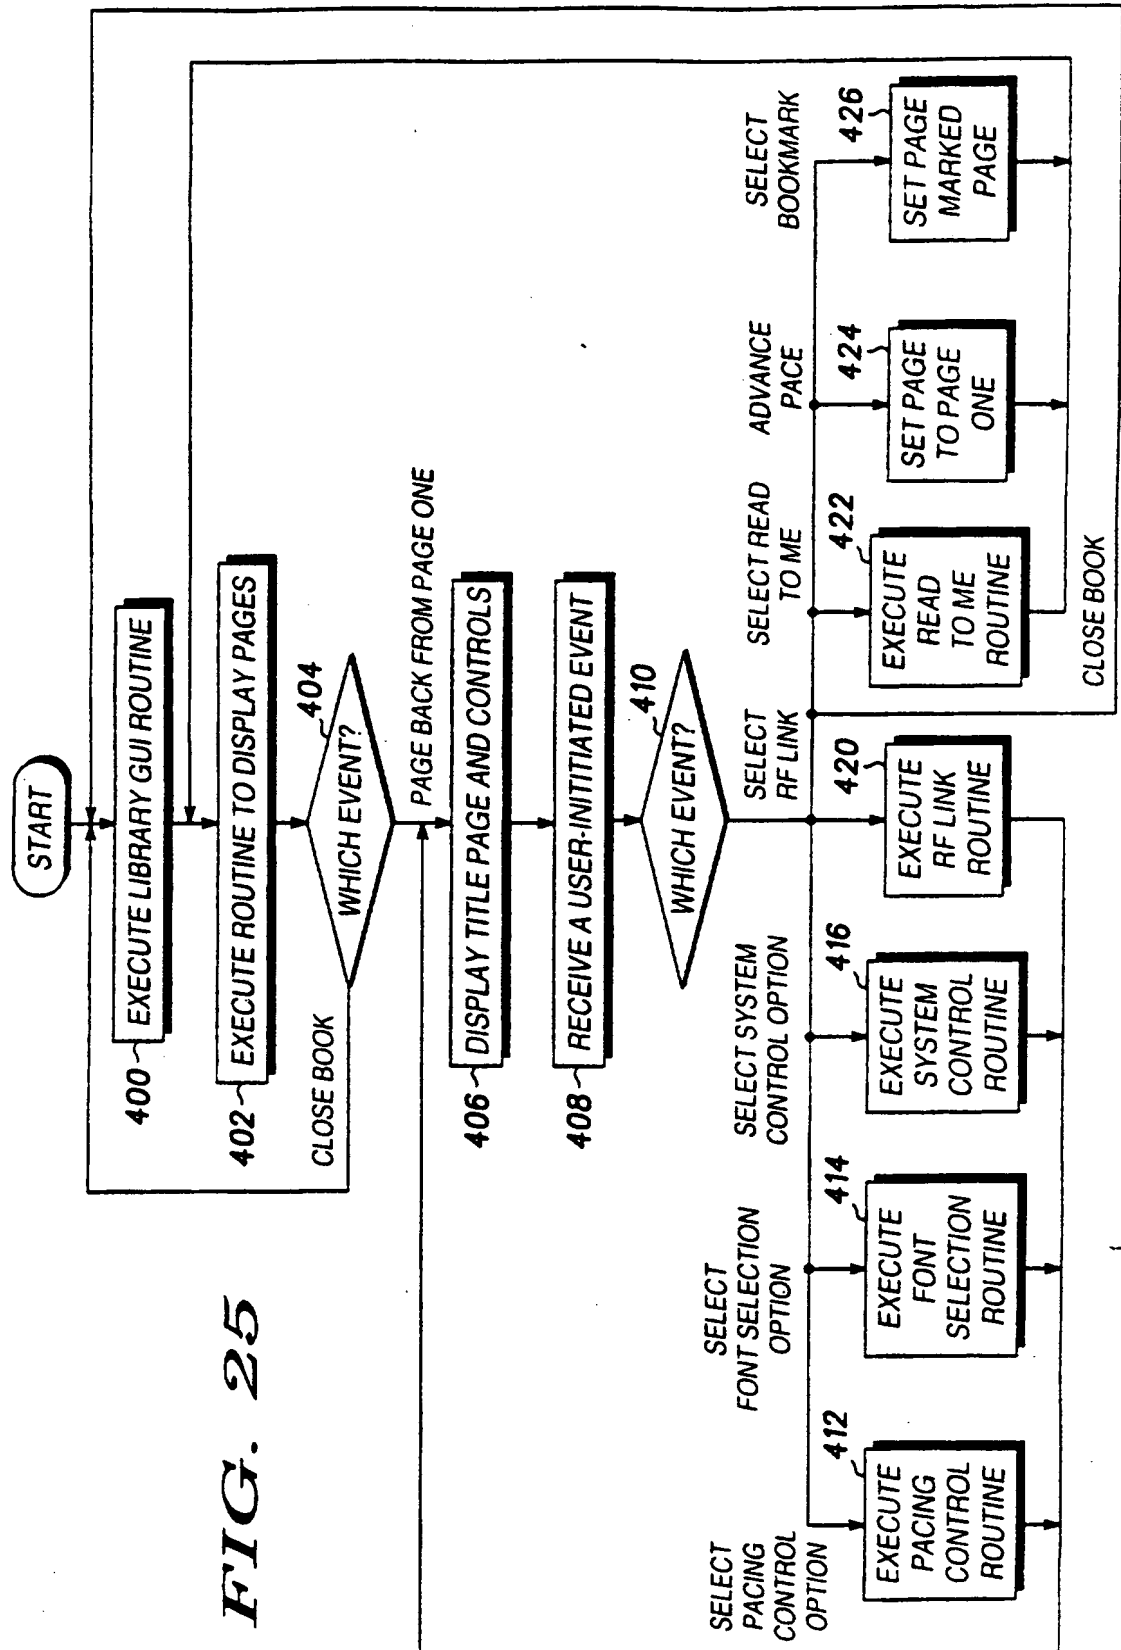 FIG. 25
START
400
EXECUTE LIBRARY GUI ROUTINE
402
EXECUTE ROUTINE TO DISPLAY PAGES
404
WHICH EVENT?
CLOSE BOOK
PAGE BACK FROM PAGE ONE
406
DISPLAY TITLE PAGE AND CONTROLS
408
RECEIVE A USER-INITITIATED EVENT
410
WHICH EVENT?
SELECT
PACING
CONTROL
OPTION
412
EXECUTE
PACING
CONTROL
ROUTINE
SELECT
FONT SELECTION
OPTION
414
EXECUTE
FONT
SELECTION
ROUTINE
SELECT SYSTEM
CONTROL OPTION
416
EXECUTE
SYSTEM
CONTROL
ROUTINE
SELECT
RF LINK
420
EXECUTE
RF LINK
ROUTINE
SELECT READ
TO ME
422
EXECUTE
READ
TO ME
ROUTINE
ADVANCE
PACE
424
SET PAGE
TO PAGE
ONE
SELECT
BOOKMARK
426
SET PAGE
MARKED
PAGE
CLOSE BOOK